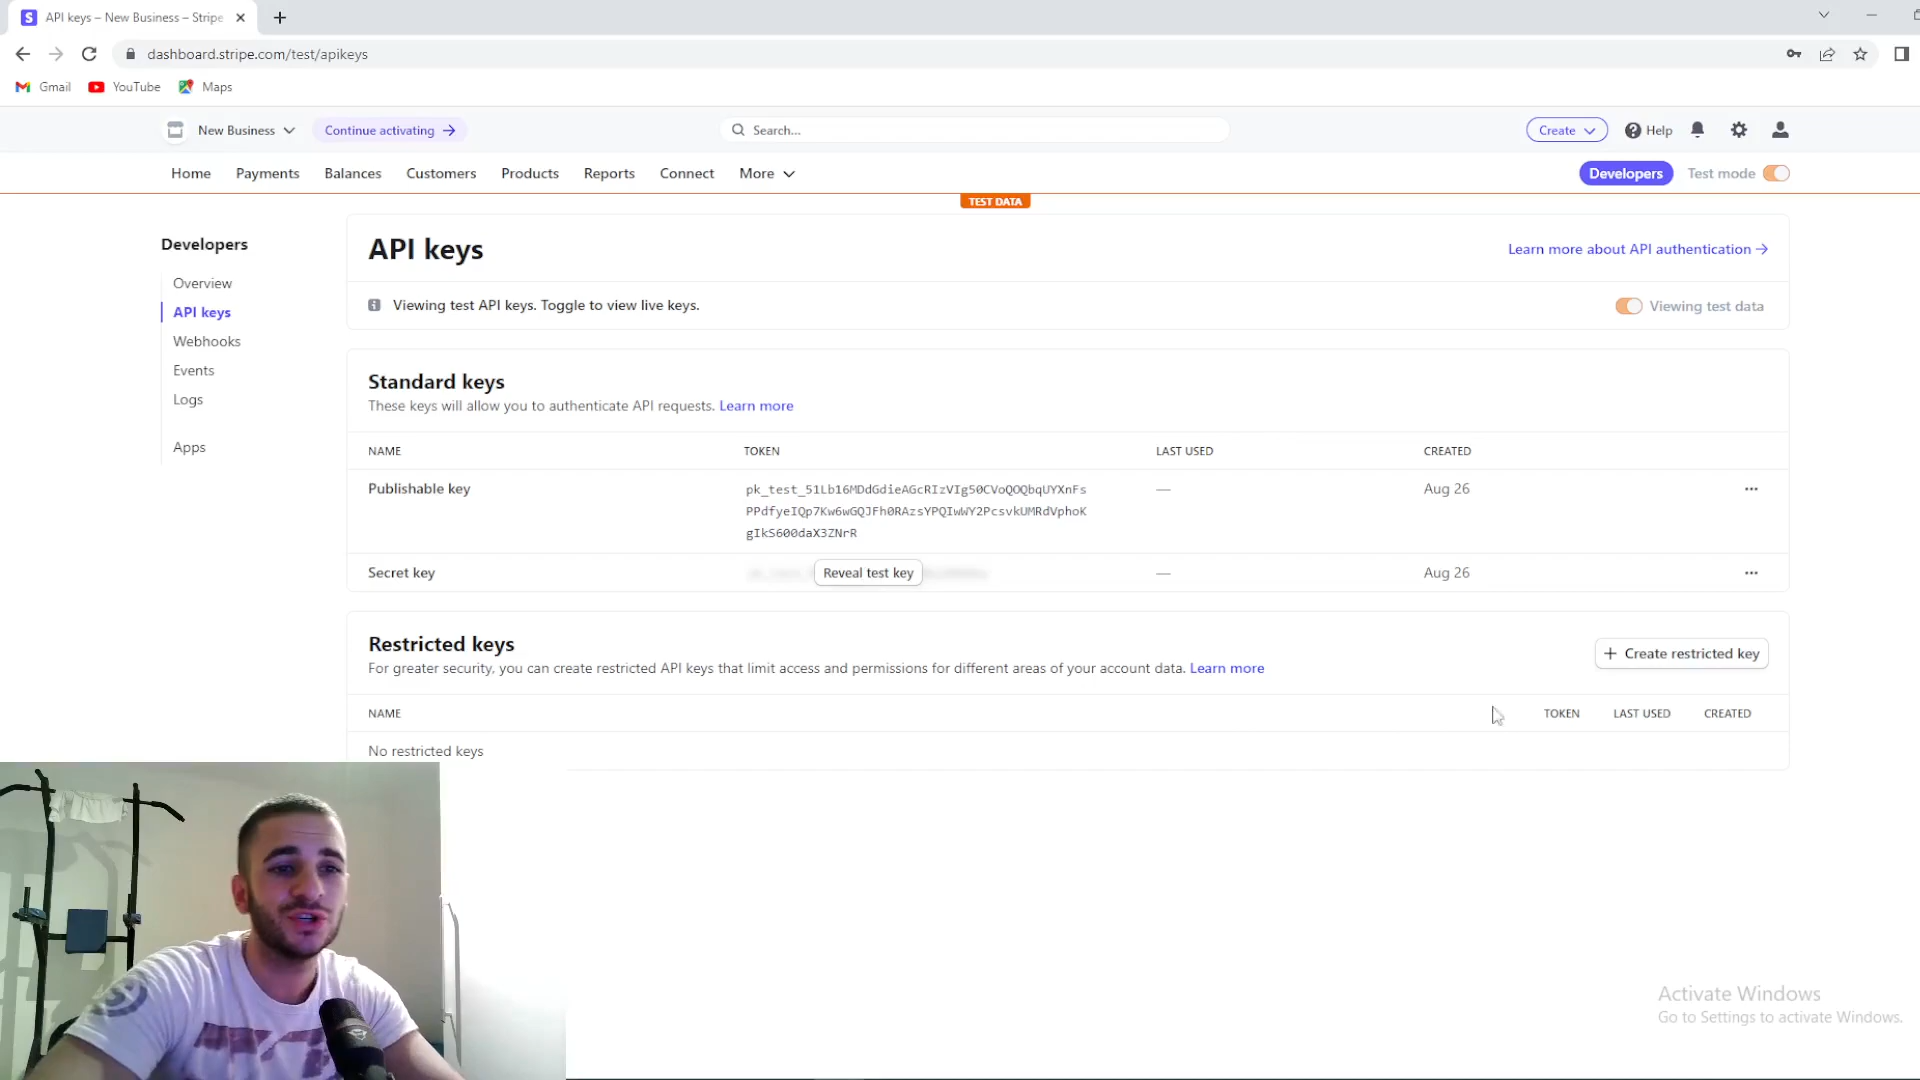 API keys – New Business – Stripe
dashboard.stripe.com/test/apikeys
Gmail YouTube Maps
New Business Continue activating → Search... Create Help
Home Payments Balances Customers Products Reports Connect More Developers Test mode
TEST DATA
Developers
Overview
API keys
Webhooks
Events
Logs
Apps
API keys Learn more about API authentication →
Viewing test API keys. Toggle to view live keys. Viewing test data
Standard keys
These keys will allow you to authenticate API requests. Learn more
NAME TOKEN LAST USED CREATED
Publishable key pk_test_51Lb16MDdGdieAGcRIzVIg50CVoQOQbqUYXnFs — Aug 26 ···
PPdfyeIQp7Kw6wGQJFh0RAzsYPQIwWY2PcsvkUMRdVphoK
gIkS600daX3ZNrR
Secret key Reveal test key — Aug 26 ···
Restricted keys
For greater security, you can create restricted API keys that limit access and permissions for different areas of your account data. Learn more
+ Create restricted key
NAME TOKEN LAST USED CREATED
No restricted keys
Activate Windows
Go to Settings to activate Windows.